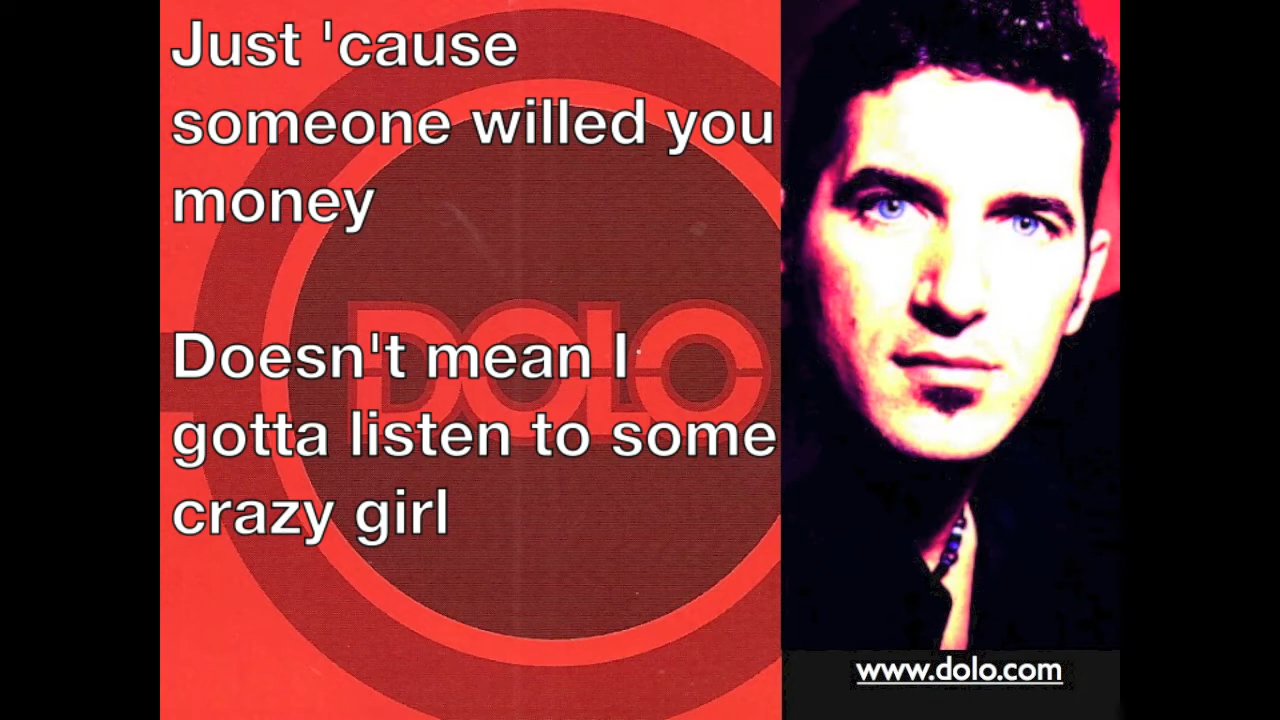 Just 'cause
someone willed you
money
Doesn't mean I
gotta listen to some
crazy girl
DOLO
www.dolo.com